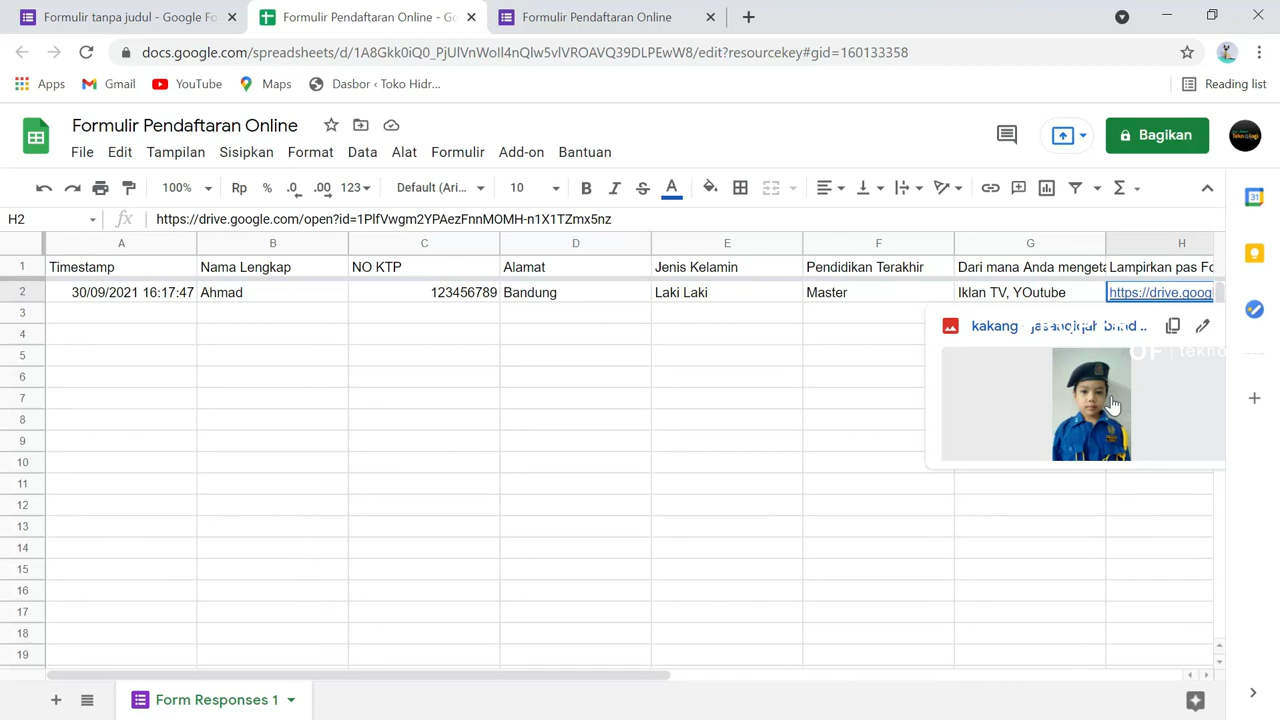 Formulir tanpa judul - Google Fo
Formulir Pendaftaran Online - G
Formulir Pendaftaran Online
docs.google.com/spreadsheets/d/1A8Gkk0iQ0_PjUlVnWoIl4nQlw5vlVROAVQ39DLPEwW8/edit?resourcekey#gid=160133358
Apps Gmail YouTube Maps Dasbor ‹ Toko Hidr... Reading list
Formulir Pendaftaran Online
Bagikan
File Edit Tampilan Sisipkan Format Data Alat Formulir Add-on Bantuan
100% Rp % .0 .00 123 Default (Ari... 10 B I S A
H2 fx https://drive.google.com/open?id=1PlfVwgm2YPAezFnnMOMH-n1X1TZmx5nz
A B C D E F G H
1 Timestamp Nama Lengkap NO KTP Alamat Jenis Kelamin Pendidikan Terakhir Dari mana Anda mengeta Lampirkan pas Fo
2 30/09/2021 16:17:47 Ahmad 123456789 Bandung Laki Laki Master Iklan TV, YOutube https://drive.goog
3
kakang
4
OF tekno
5
6
7
8
9
10
11
12
13
14
15
16
17
18
19
Form Responses 1